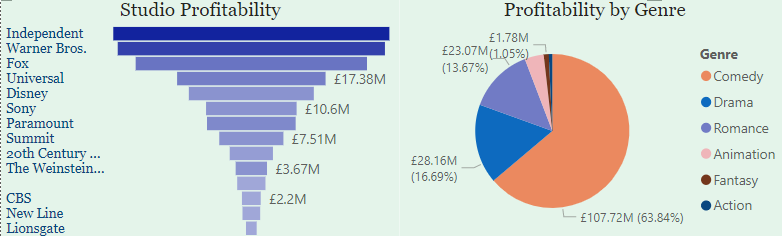 Studio Profitability
Independent
Warner Bros.
Fox
Universal
£17.38M
Disney
Sony
£10.6M
Paramount
Summit
£7.51M
20th Century ...
The Weinstein...
£3.67M
CBS
£2.2M
New Line
Lionsgate
Profitability by Genre
£1.78M
(1.05%)
£23.07M
(13.67%)
£28.16M
(16.69%)
£107.72M (63.84%)
Genre
Comedy
Drama
Romance
Animation
Fantasy
Action